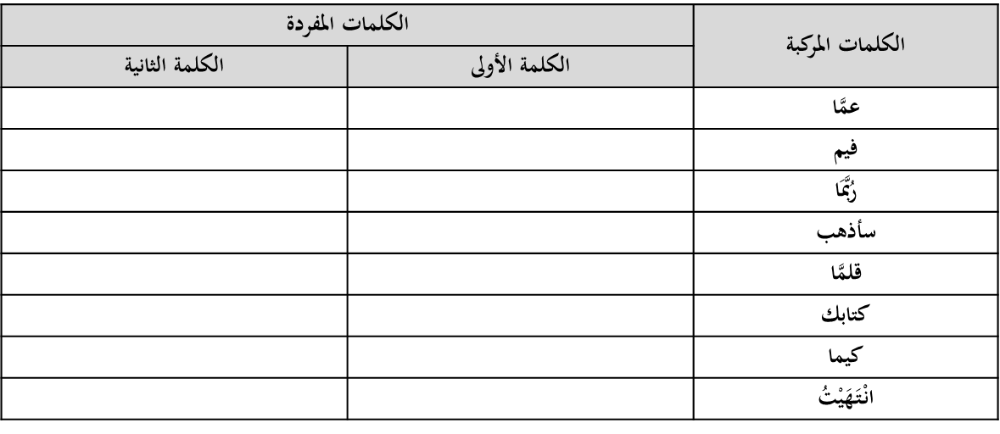 الكلمات المركبة
الكلمات المفردة
الكلمة الأولى
الكلمة الثانية
عمَّا
فيم
رُبَّمَا
سأذهب
قلمَّا
كتابك
كيما
انْتَهَيْتُ